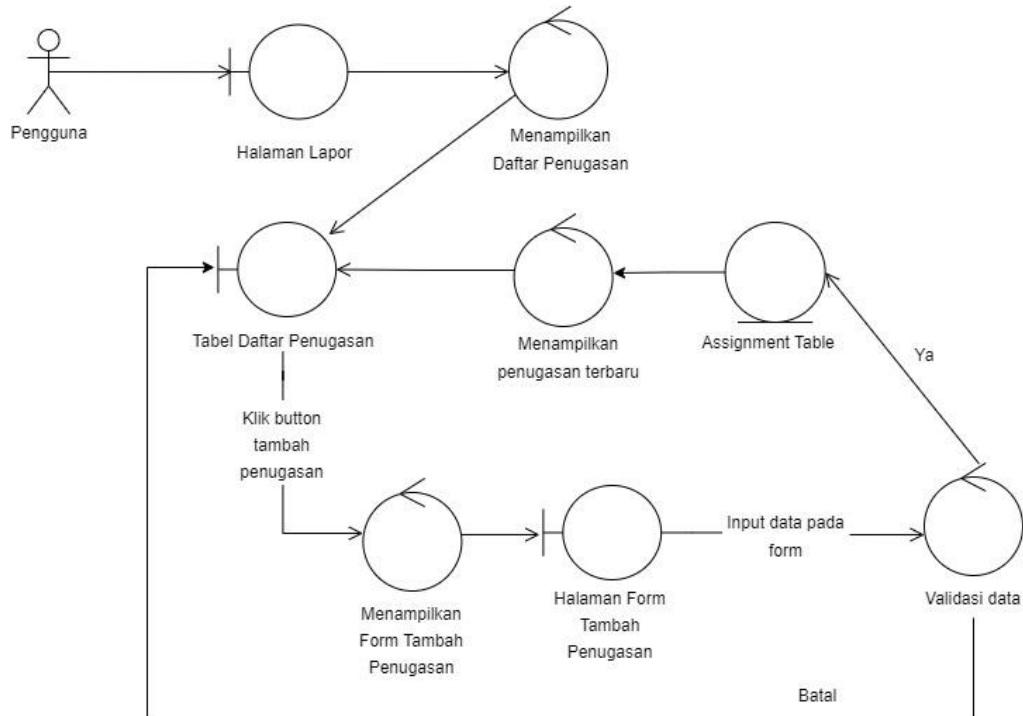 Pengguna
Halaman Lapor
Menampilkan
Daftar Penugasan
Tabel Daftar Penugasan
Menampilkan
penugasan terbaru
Assignment Table
Ya
Klik button
tambah
penugasan
Menampilkan
Form Tambah
Penugasan
Halaman Form
Tambah
Penugasan
Input data pada
form
Validasi data
Batal